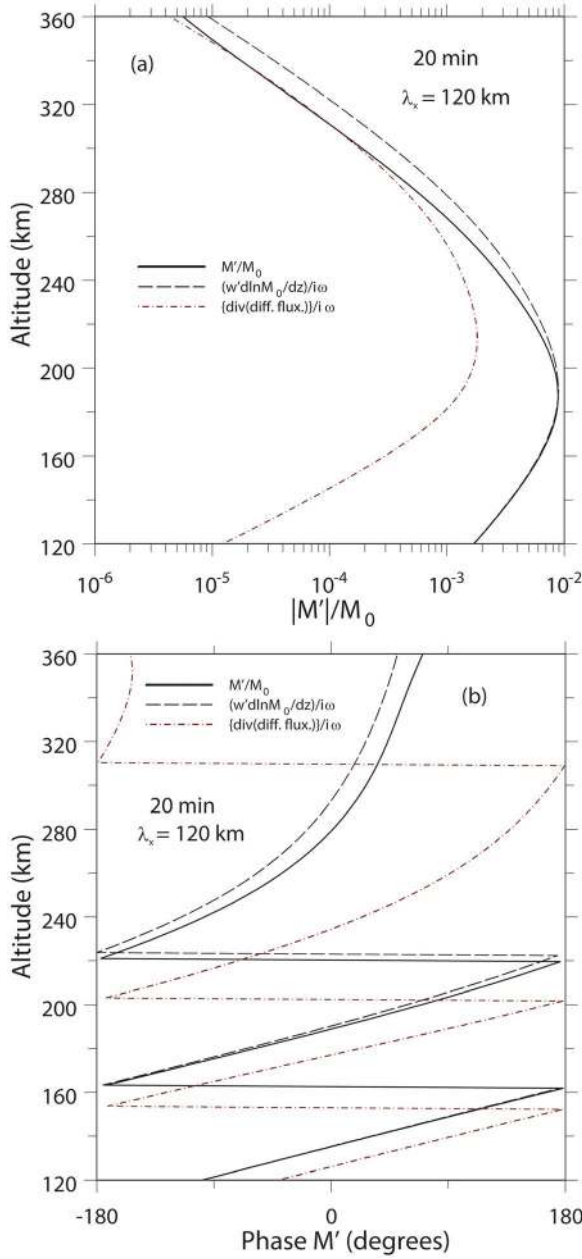 360
320
280
240
200
160
120
Altitude (km)
(a)
20 min
λx = 120 km
M'/M0
(w'dlnM0/dz)/iω
{div(diff. flux.)}/i ω
10-6
10-5
10-4
10-3
10-2
|M'|/M0
360
320
280
240
200
160
120
Altitude (km)
M'/M0
(w'dlnM0/dz)/iω
{div(diff. flux.)}/iω
(b)
20 min
λx = 120 km
-180
0
180
Phase M' (degrees)